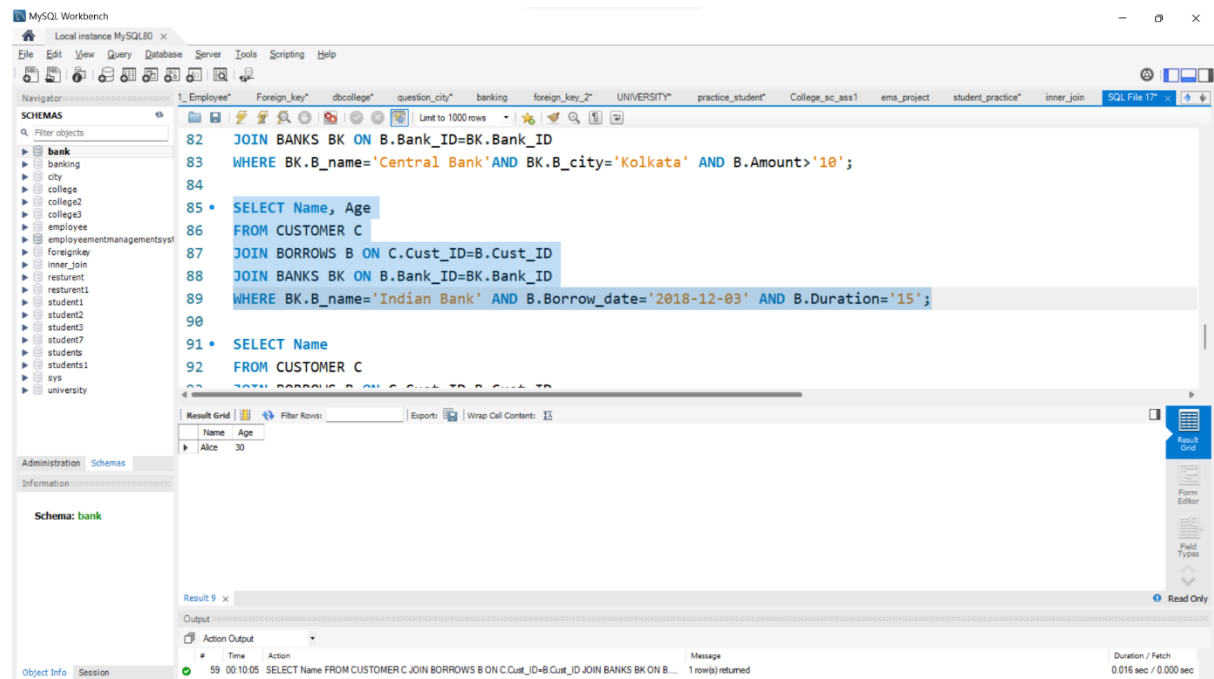 MySQL Workbench
Local instance MySQL80
File Edit View Query Database Server Tools Scripting Help
Navigator
1_Employee* Foreign_key* dbcollege* question_city* banking foreign_key_2* UNIVERSITY* practice_student* College_sc_ass1 ems_project student_practice* inner_join SQL File 17*
SCHEMAS
Filter objects
bank
banking
city
college
college2
college3
employee
employeementmanagementsyst
foreignkey
inner_join
resturent
resturent1
student1
student2
student3
student7
students
students1
sys
university
Administration Schemas
Information
Schema: bank
Object Info Session
Limit to 1000 rows
82 JOIN BANKS BK ON B.Bank_ID=BK.Bank_ID
83 WHERE BK.B_name='Central Bank'AND BK.B_city='Kolkata' AND B.Amount>'10';
84
85 SELECT Name, Age
86 FROM CUSTOMER C
87 JOIN BORROWS B ON C.Cust_ID=B.Cust_ID
88 JOIN BANKS BK ON B.Bank_ID=BK.Bank_ID
89 WHERE BK.B_name='Indian Bank' AND B.Borrow_date='2018-12-03' AND B.Duration='15';
90
91 SELECT Name
92 FROM CUSTOMER C
JOIN BORROWS B ON C.Cust_ID=B.Cust_ID
Result Grid Filter Rows: Export: Wrap Cell Content:
Name Age
Alice 30
Result Grid
Form Editor
Field Types
Result 9
Read Only
Output
Action Output
# Time Action Message Duration / Fetch
59 00:10:05 SELECT Name FROM CUSTOMER C JOIN BORROWS B ON C.Cust_ID=B.Cust_ID JOIN BANKS BK ON B.... 1 row(s) returned 0.016 sec / 0.000 sec